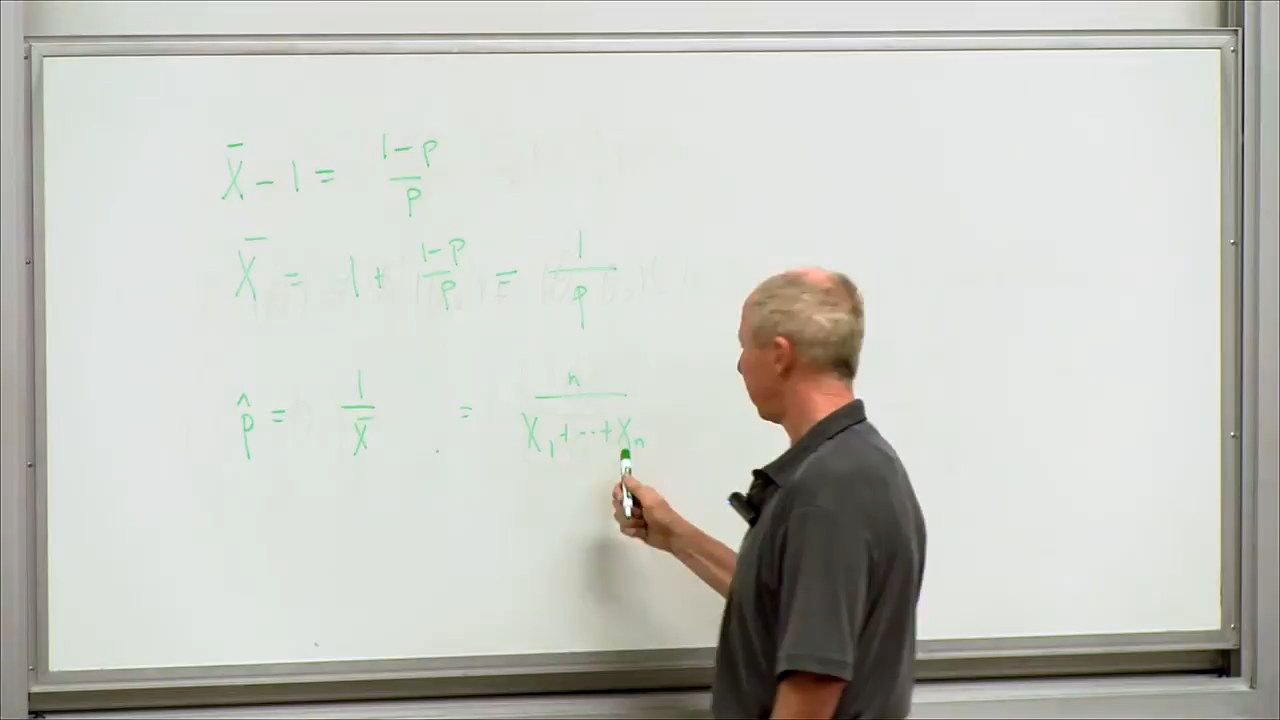 X̄ - 1 = (1-p)/p
X̄ = 1 + (1-p)/p = 1/p
p̂ = 1/X̄ = n/(X₁+⋯+Xₙ)